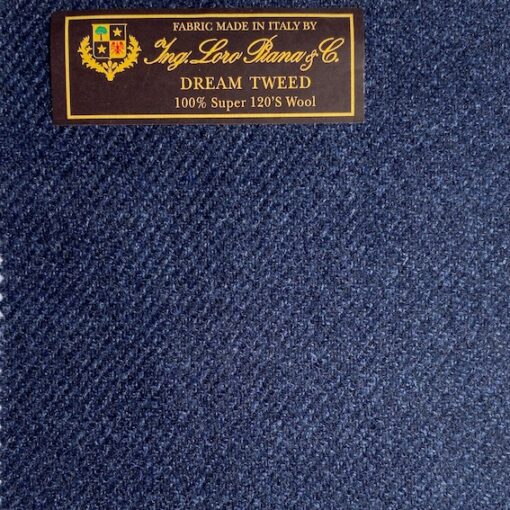 FABRIC MADE IN ITALY BY
Ing. Loro Piana & C.
DREAM TWEED
100% Super 120'S Wool